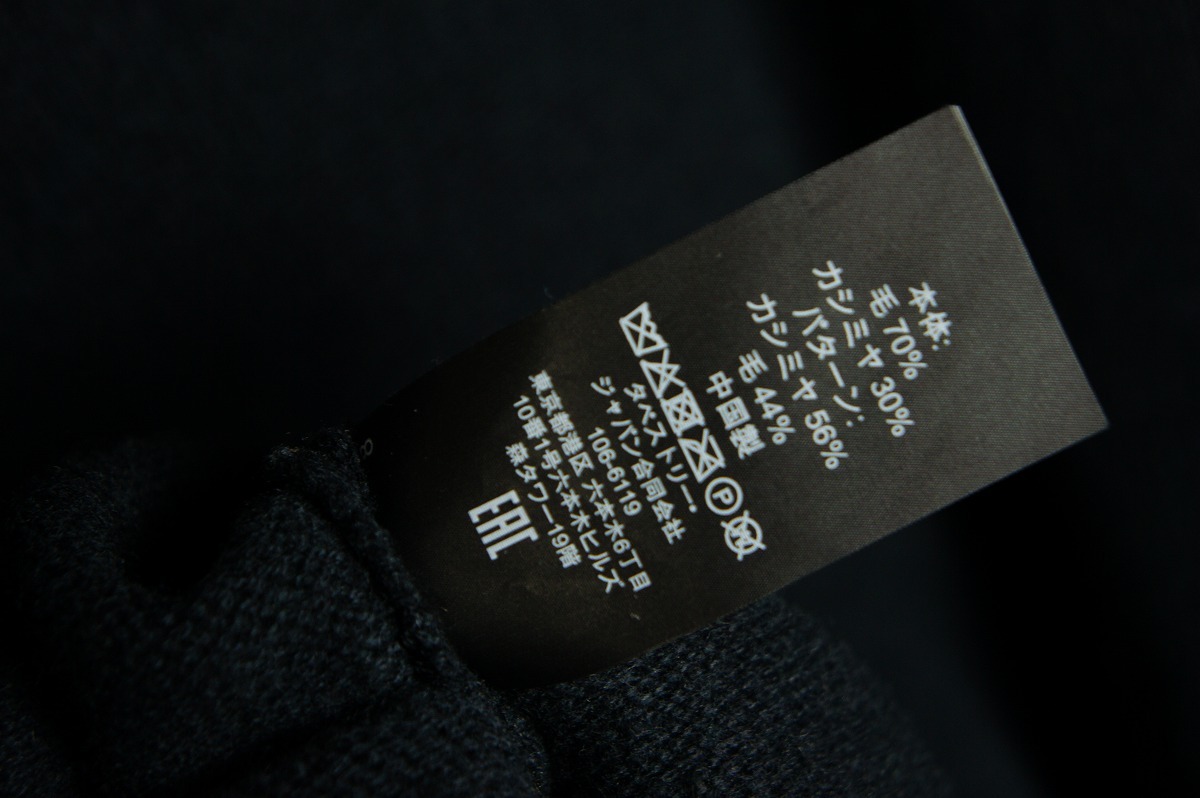 本体:
毛 70%
カシミヤ 30%
パターン:
カシミヤ 56%
毛 44%
中国製
P
タペストリー・
ジャパン合同会社
106-6119
東京都港区 六本木6丁目
10番1号六本木ヒルズ
森タワー19階
EAC